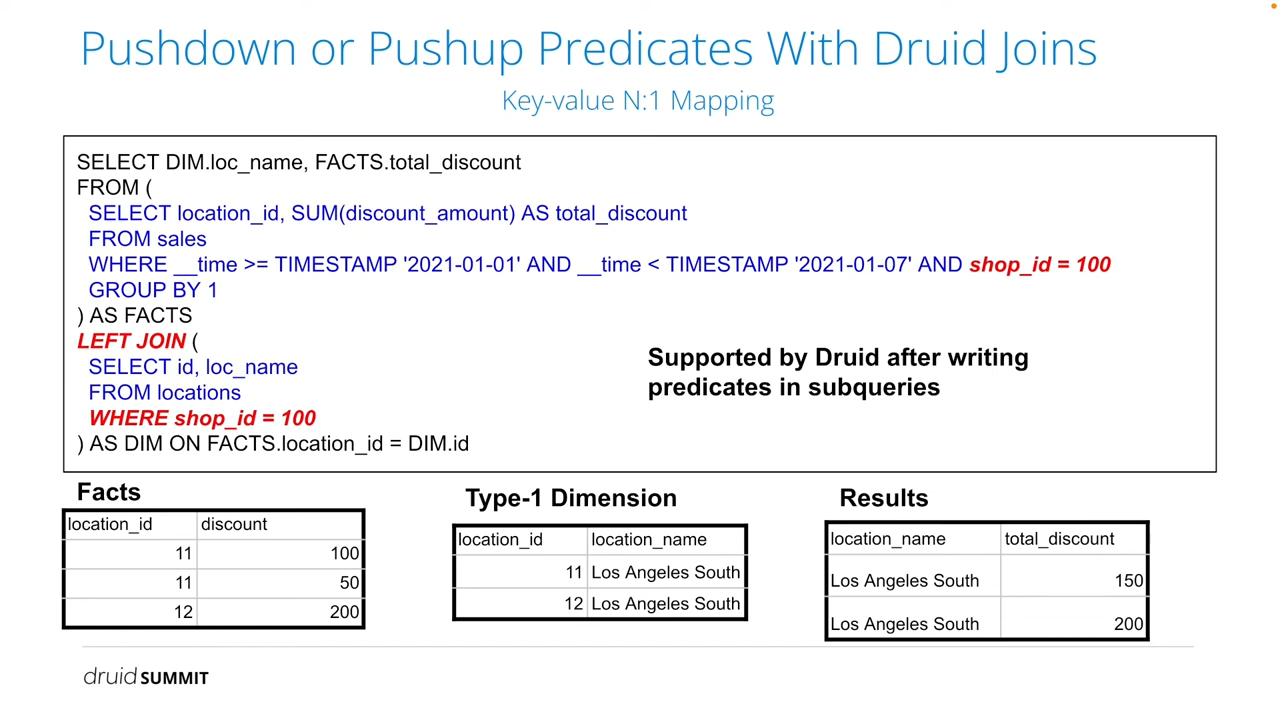 Pushdown or Pushup Predicates With Druid Joins
Key-value N:1 Mapping
SELECT DIM.loc_name, FACTS.total_discount
FROM (
SELECT location_id, SUM(discount_amount) AS total_discount
FROM sales
WHERE __time >= TIMESTAMP '2021-01-01' AND __time < TIMESTAMP '2021-01-07' AND shop_id = 100
GROUP BY 1
) AS FACTS
LEFT JOIN (
SELECT id, loc_name
FROM locations
WHERE shop_id = 100
) AS DIM ON FACTS.location_id = DIM.id
Supported by Druid after writing
predicates in subqueries
Facts
location_id discount
11 100
11 50
12 200
Type-1 Dimension
location_id location_name
11 Los Angeles South
12 Los Angeles South
Results
location_name total_discount
Los Angeles South 150
Los Angeles South 200
druid SUMMIT